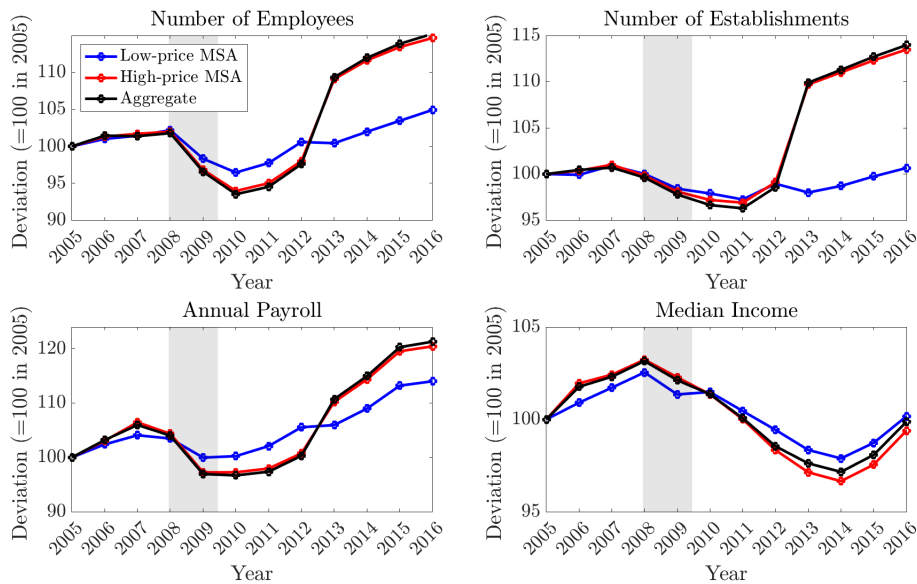 Number of Employees
Deviation (=100 in 2005)
110
105
100
95
90
Low-price MSA
High-price MSA
Aggregate
2005 2006 2007 2008 2009 2010 2011 2012 2013 2014 2015 2016
Year
Number of Establishments
Deviation (=100 in 2005)
115
110
105
100
95
2005 2006 2007 2008 2009 2010 2011 2012 2013 2014 2015 2016
Year
Annual Payroll
Deviation (=100 in 2005)
120
110
100
90
2005 2006 2007 2008 2009 2010 2011 2012 2013 2014 2015 2016
Year
Median Income
Deviation (=100 in 2005)
105
100
95
2005 2006 2007 2008 2009 2010 2011 2012 2013 2014 2015 2016
Year